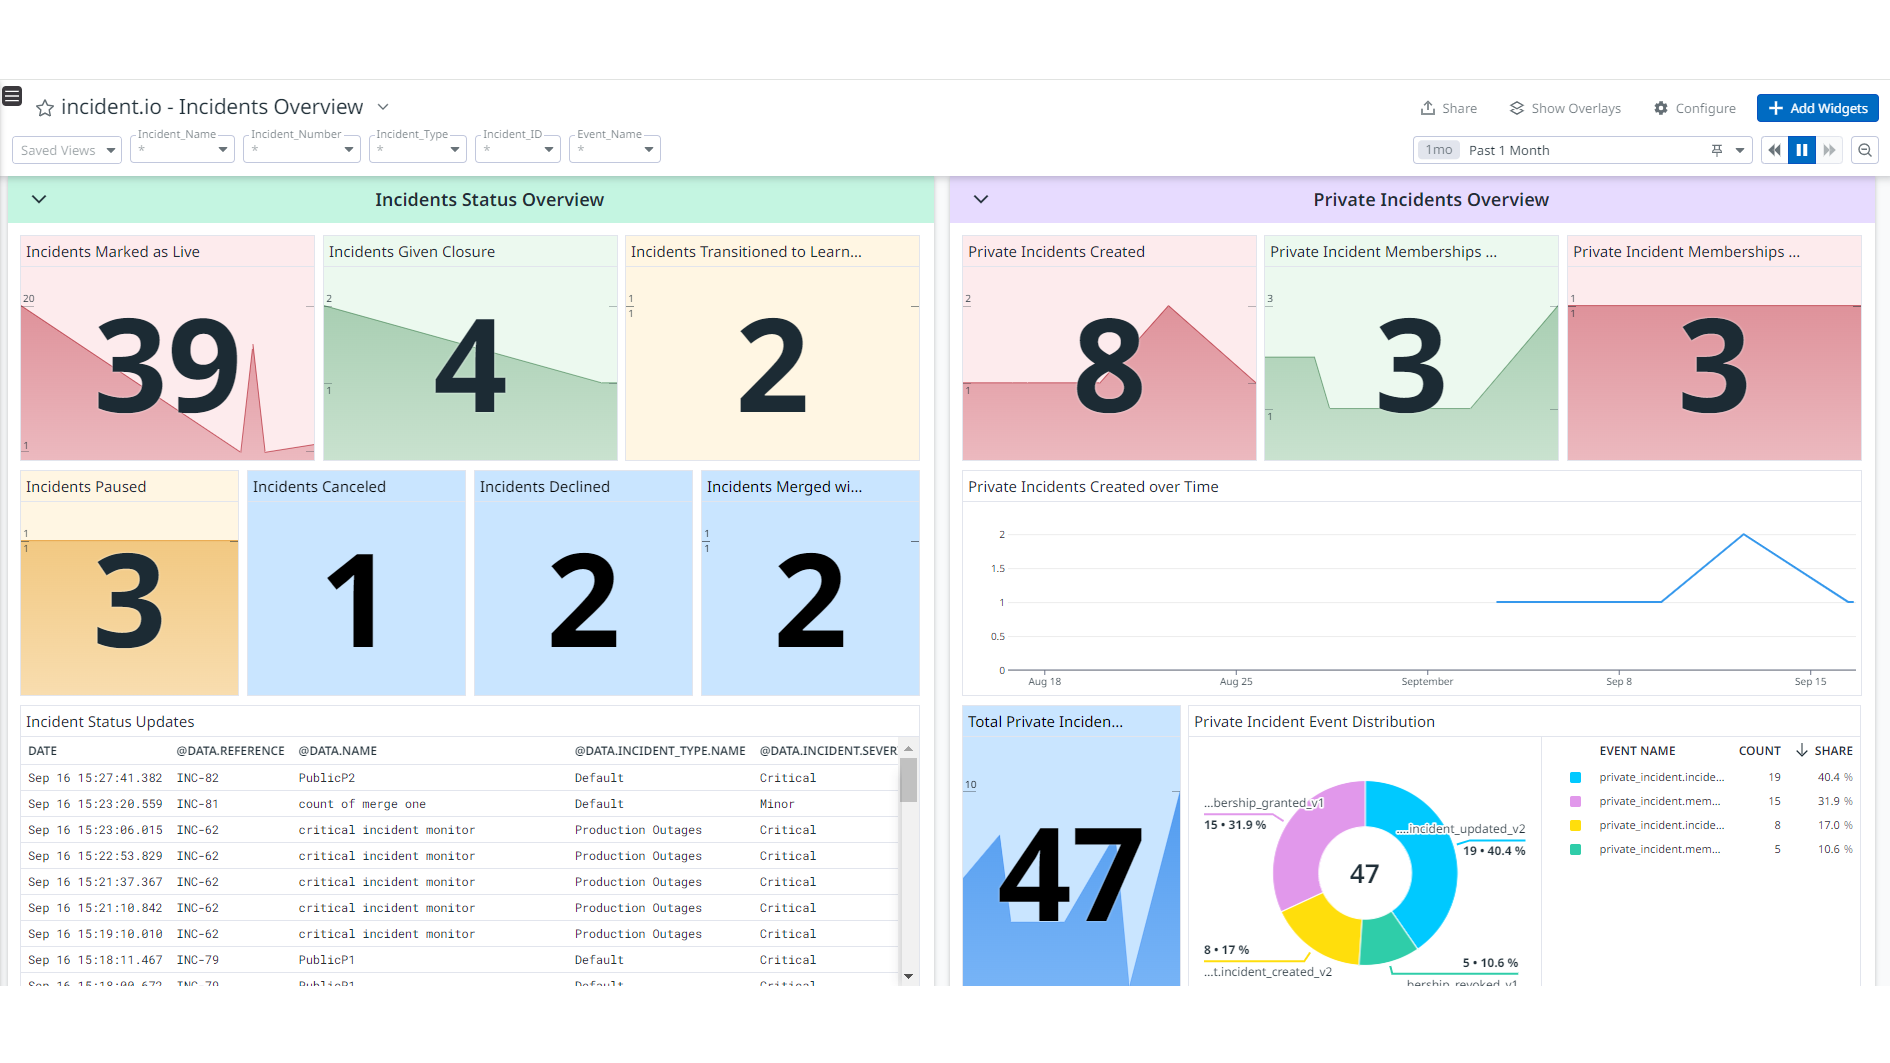 incident.io - Incidents Overview
Share
Show Overlays
Configure
Add Widgets
Saved Views
Incident_Name
*
Incident_Number
*
Incident_Type
*
Incident_ID
*
Event_Name
*
1mo Past 1 Month
Incidents Status Overview
Incidents Marked as Live
20
39
1
Incidents Given Closure
2
4
1
Incidents Transitioned to Learn...
1
1
2
Incidents Paused
1
1
3
Incidents Canceled
1
Incidents Declined
2
Incidents Merged wi...
1
1
2
Incident Status Updates
DATE @DATA.REFERENCE @DATA.NAME @DATA.INCIDENT_TYPE.NAME @DATA.INCIDENT.SEVER
Sep 16 15:27:41.382 INC-82 PublicP2 Default Critical
Sep 16 15:23:20.559 INC-81 count of merge one Default Minor
Sep 16 15:23:06.015 INC-62 critical incident monitor Production Outages Critical
Sep 16 15:22:53.829 INC-62 critical incident monitor Production Outages Critical
Sep 16 15:21:37.367 INC-62 critical incident monitor Production Outages Critical
Sep 16 15:21:10.842 INC-62 critical incident monitor Production Outages Critical
Sep 16 15:19:10.010 INC-62 critical incident monitor Production Outages Critical
Sep 16 15:18:11.467 INC-79 PublicP1 Default Critical
Sep 16 15:18:00.672 INC-79 PublicP1 Default Critical
Private Incidents Overview
Private Incidents Created
2
8
1
Private Incident Memberships ...
3
3
1
Private Incident Memberships ...
1
1
3
Private Incidents Created over Time
2
1.5
1
0.5
0
Aug 18 Aug 25 September Sep 8 Sep 15
Total Private Inciden...
10
47
Private Incident Event Distribution
...bership_granted_v1
15 • 31.9 %
....incident_updated_v2
19 • 40.4 %
47
8 • 17 %
...t.incident_created_v2
5 • 10.6 %
bership_revoked_v1
EVENT NAME COUNT SHARE
private_incident.incide... 19 40.4 %
private_incident.mem... 15 31.9 %
private_incident.incide... 8 17.0 %
private_incident.mem... 5 10.6 %